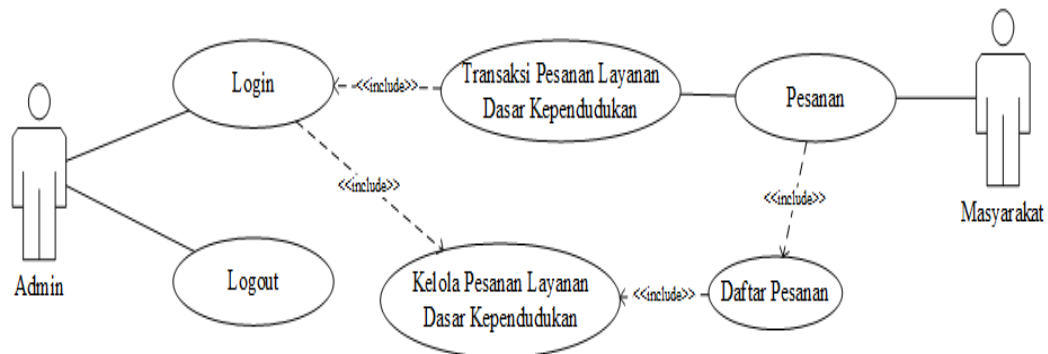 Login
<<include>>
Transaksi Pesanan Layanan
Dasar Kependudukan
Pesanan
Masyarakat
<<include>>
<<include>>
Admin
Logout
Kelola Pesanan Layanan
Dasar Kependudukan
<<include>>
Daftar Pesanan